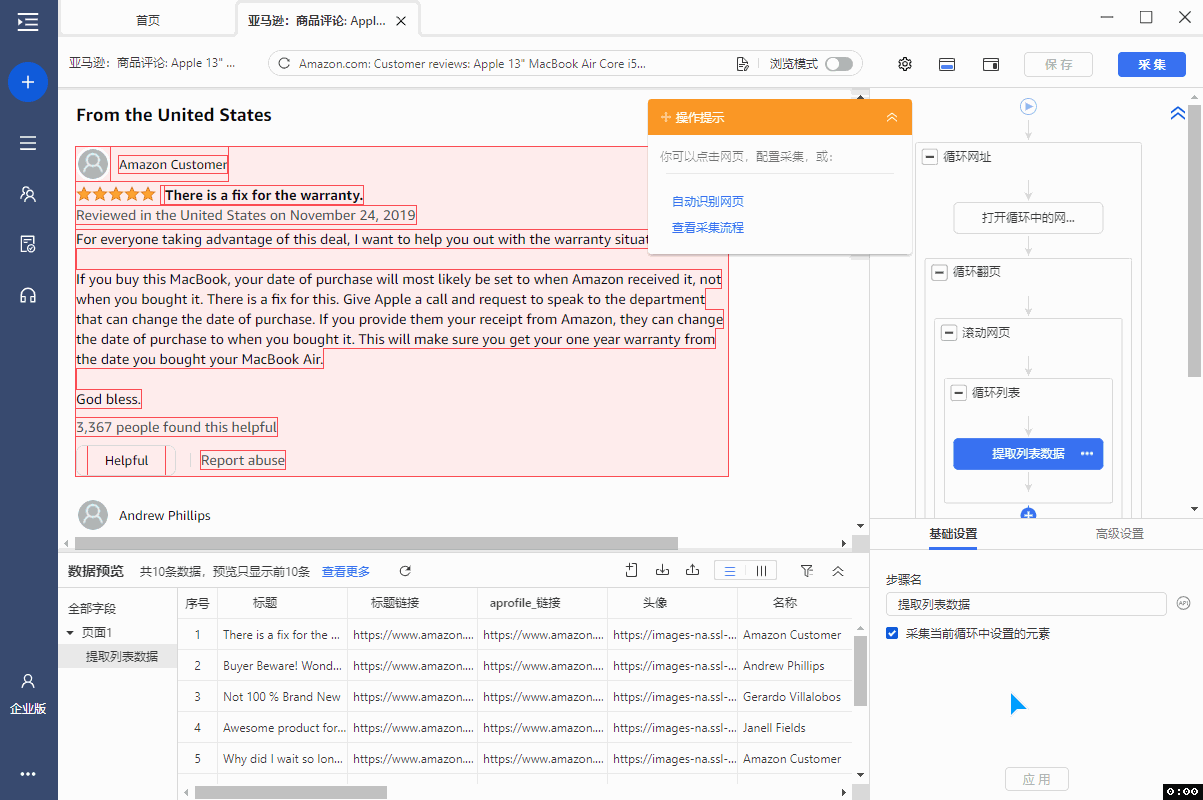 首页
亚马逊：商品评论: Appl...
亚马逊：商品评论: Apple 13" ...
Amazon.com: Customer reviews: Apple 13" MacBook Air Core i5...
浏览模式
保存
采集
From the United States
Amazon Customer
There is a fix for the warranty.
Reviewed in the United States on November 24, 2019
For everyone taking advantage of this deal, I want to help you out with the warranty situat
If you buy this MacBook, your date of purchase will most likely be set to when Amazon received it, not
when you bought it. There is a fix for this. Give Apple a call and request to speak to the department
that can change the date of purchase. If you provide them your receipt from Amazon, they can change
the date of purchase to when you bought it. This will make sure you get your one year warranty from
the date you bought your MacBook Air.
God bless.
3,367 people found this helpful
Helpful
Report abuse
Andrew Phillips
操作提示
你可以点击网页，配置采集，或：
自动识别网页
查看采集流程
循环网址
打开循环中的网...
循环翻页
滚动网页
循环列表
提取列表数据
企业版
数据预览
共10条数据，预览只显示前10条
查看更多
全部字段
页面1
提取列表数据
序号 标题 标题链接 aprofile_链接 头像 名称
1 There is a fix for the ... https://www.amazon.... https://www.amazon.... https://images-na.ssl-... Amazon Customer
2 Buyer Beware! Wond... https://www.amazon.... https://www.amazon.... https://images-na.ssl-... Andrew Phillips
3 Not 100 % Brand New https://www.amazon.... https://www.amazon.... https://images-na.ssl-... Gerardo Villalobos
4 Awesome product for... https://www.amazon.... https://www.amazon.... https://images-na.ssl-... Janell Fields
5 Why did I wait so lon... https://www.amazon.... https://www.amazon.... https://images-na.ssl-... Amazon Customer
基础设置
高级设置
步骤名
提取列表数据
API
采集当前循环中设置的元素
应用
0:00